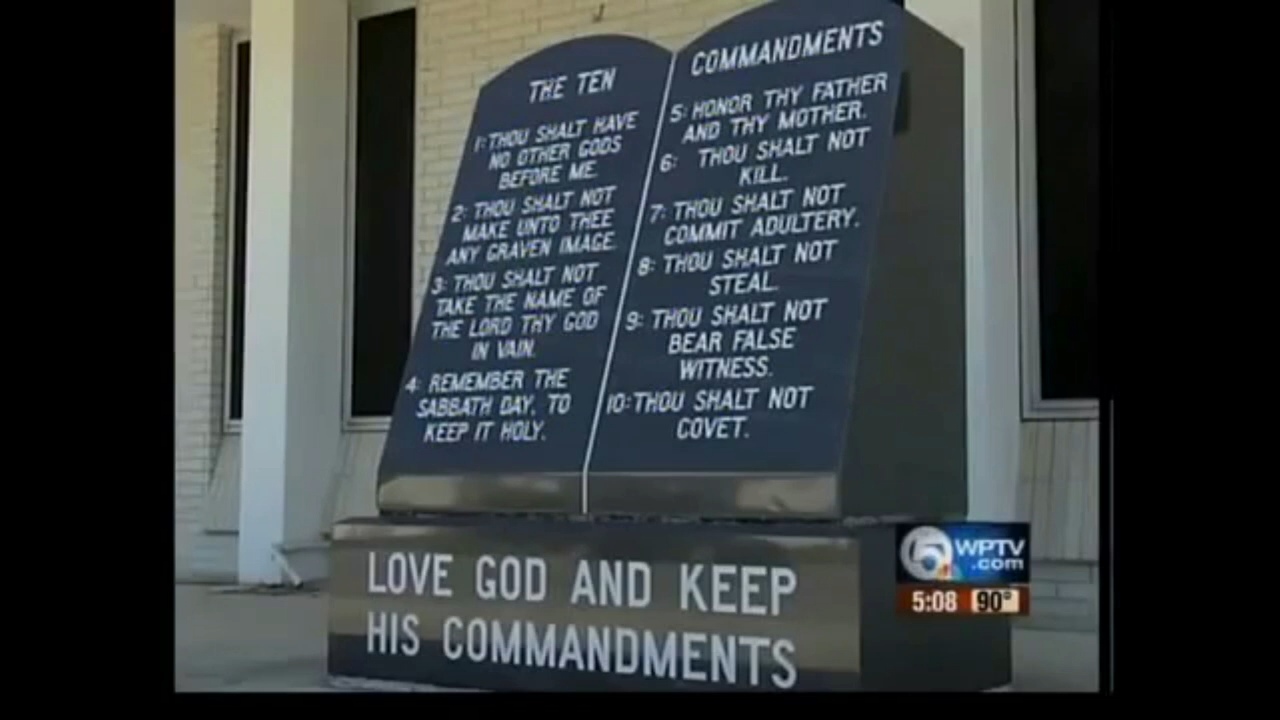 THE TEN
1: THOU SHALT HAVE
NO OTHER GODS
BEFORE ME.
2: THOU SHALT NOT
MAKE UNTO THEE
ANY GRAVEN IMAGE.
3: THOU SHALT NOT
TAKE THE NAME OF
THE LORD THY GOD
IN VAIN.
4: REMEMBER THE
SABBATH DAY, TO
KEEP IT HOLY.
COMMANDMENTS
5: HONOR THY FATHER
AND THY MOTHER.
6: THOU SHALT NOT
KILL.
7: THOU SHALT NOT
COMMIT ADULTERY.
8: THOU SHALT NOT
STEAL.
9: THOU SHALT NOT
BEAR FALSE
WITNESS.
10: THOU SHALT NOT
COVET.
LOVE GOD AND KEEP
HIS COMMANDMENTS
5 WPTV
.com
5:08 90°